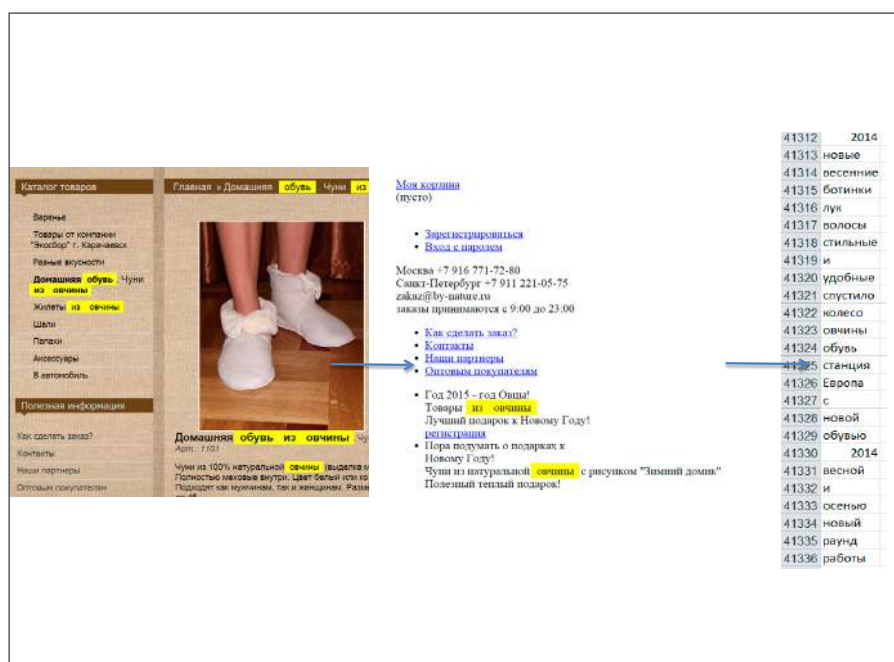 Каталог товаров
Варенье
Товары от компании
"Экосбор" г. Карачаевск
Разные вкусности
Домашняя обувь. Чуни
из овчины.
Жилеты из овчины
Шали
Папахи
Аксессуары
В автомобиль
Полезная информация
Как сделать заказ?
Контакты
Наши партнеры
Оптовым покупателям
Главная » Домашняя обувь Чуни из
Домашняя обувь из овчины
Арт.: 1101
Чуни из 100% натуральной овчины (выделка
Полностью меховые внутри. Цвет белый или
Подходят как мужчинам, так и женщинам.
Моя корзина
(пусто)
Зарегистрироваться
Вход с паролем
Москва +7 916 771-72-80
Санкт-Петербург +7 911 221-05-75
zakaz@by-nature.ru
заказы принимаются с 9:00 до 23:00
Как сделать заказ?
Контакты
Наши партнеры
Оптовым покупателям
Год 2015 - год Овцы!
Товары из овчины
Лучший подарок к Новому Году!
регистрация
Пора подумать о подарках к
Новому Году!
Чуни из натуральной овчины с рисунком "Зимний домик"
Полезный теплый подарок!
41312 2014
41313 новые
41314 весенние
41315 ботинки
41316 лук
41317 волосы
41318 стильные
41319 и
41320 удобные
41321 спустило
41322 колесо
41323 овчины
41324 обувь
41325 станция
41326 Европа
41327 с
41328 новой
41329 обувью
41330 2014
41331 весной
41332 и
41333 осенью
41334 новый
41335 раунд
41336 работы